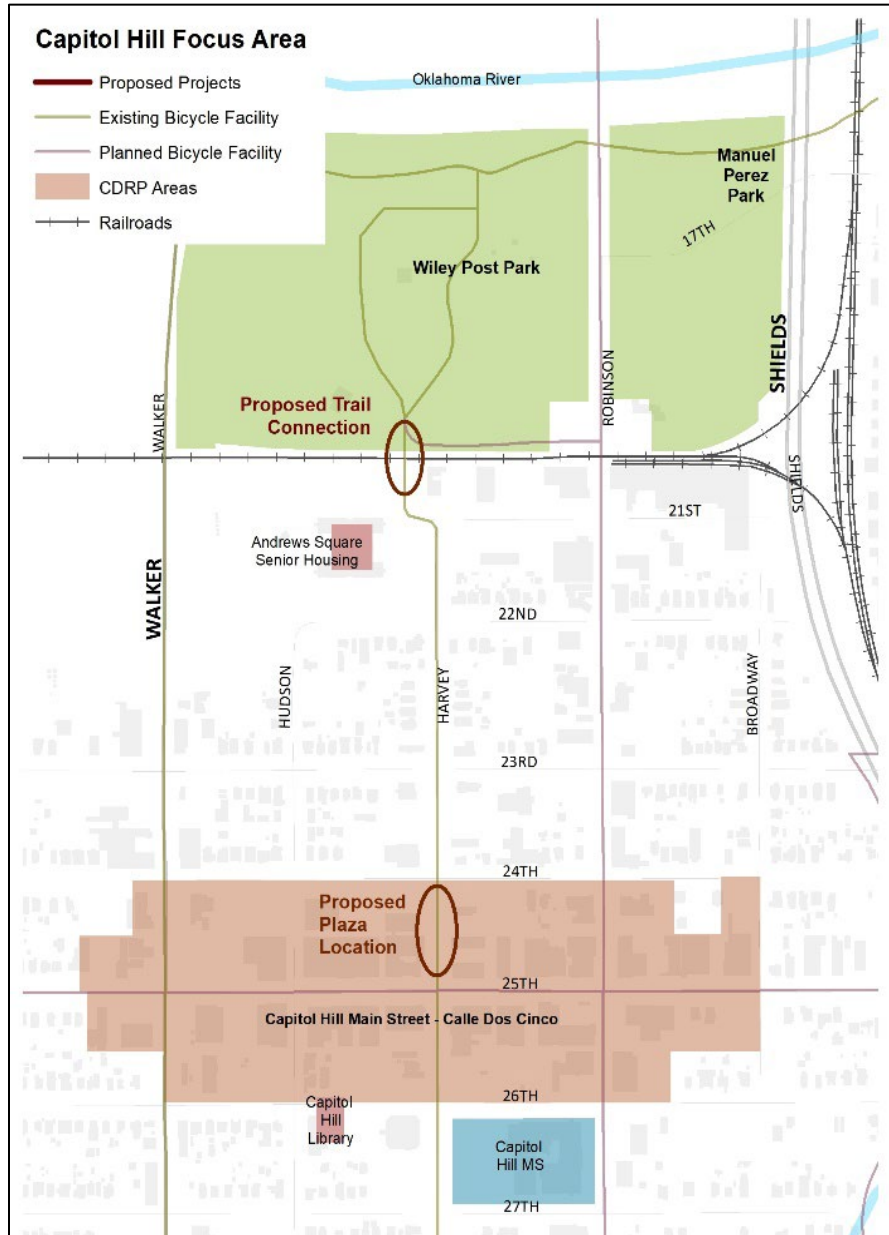 Capitol Hill Focus Area
Proposed Projects
Existing Bicycle Facility
Planned Bicycle Facility
CDRP Areas
Railroads
Oklahoma River
Manuel
Perez
Park
17TH
Wiley Post Park
SHIELDS
ROBINSON
WALKER
Proposed Trail
Connection
SHIELDS
21ST
Andrews Square
Senior Housing
WALKER
22ND
HUDSON
HARVEY
BROADWAY
23RD
24TH
Proposed
Plaza
Location
25TH
Capitol Hill Main Street - Calle Dos Cinco
26TH
Capitol
Hill
Library
Capitol
Hill MS
27TH